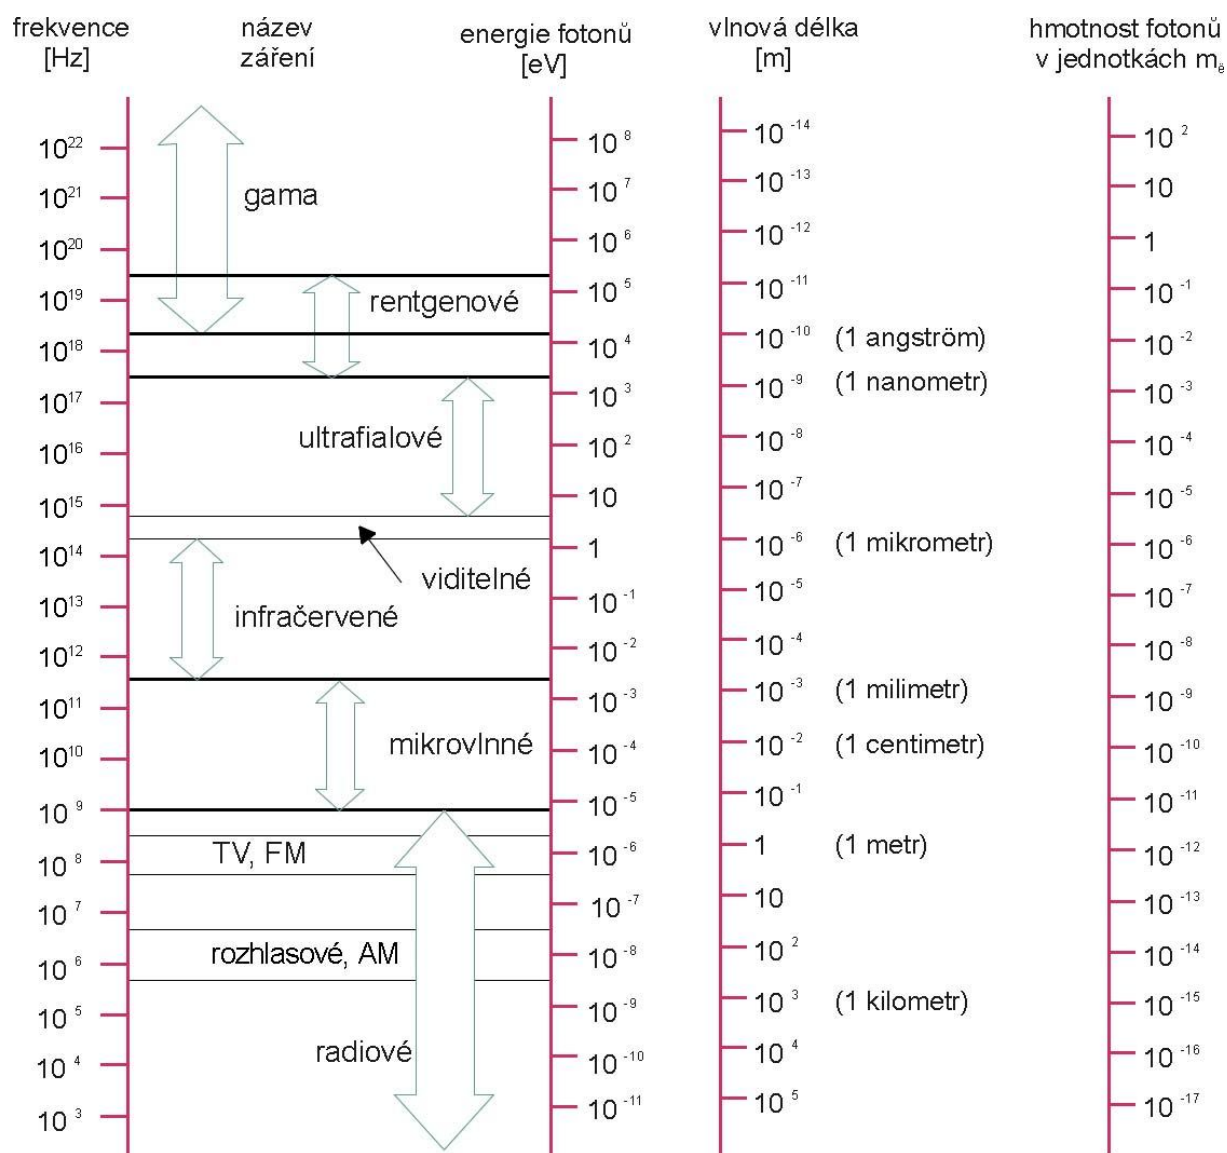 frekvence
[Hz]
název
záření
energie fotonů
[eV]
vlnová délka
[m]
hmotnost fotonů
v jednotkách mₑ̌
10²² 10⁸ 10⁻¹⁴ 10²
10²¹ gama 10⁷ 10⁻¹³ 10
10²⁰ 10⁶ 10⁻¹² 1
10¹⁹ rentgenové 10⁵ 10⁻¹¹ 10⁻¹
10¹⁸ 10⁴ 10⁻¹⁰ (1 angström) 10⁻²
10¹⁷ 10³ 10⁻⁹ (1 nanometr) 10⁻³
10¹⁶ ultrafialové 10² 10⁻⁸ 10⁻⁴
10¹⁵ 10 10⁻⁷ 10⁻⁵
10¹⁴ viditelné 1 10⁻⁶ (1 mikrometr) 10⁻⁶
10¹³ infračervené 10⁻¹ 10⁻⁵ 10⁻⁷
10¹² 10⁻² 10⁻⁴ 10⁻⁸
10¹¹ 10⁻³ 10⁻³ (1 milimetr) 10⁻⁹
10¹⁰ mikrovlnné 10⁻⁴ 10⁻² (1 centimetr) 10⁻¹⁰
10⁹ 10⁻⁵ 10⁻¹ 10⁻¹¹
10⁸ TV, FM 10⁻⁶ 1 (1 metr) 10⁻¹²
10⁷ 10⁻⁷ 10 10⁻¹³
10⁶ rozhlasové, AM 10⁻⁸ 10² 10⁻¹⁴
10⁵ 10⁻⁹ 10³ (1 kilometr) 10⁻¹⁵
10⁴ radiové 10⁻¹⁰ 10⁴ 10⁻¹⁶
10³ 10⁻¹¹ 10⁵ 10⁻¹⁷